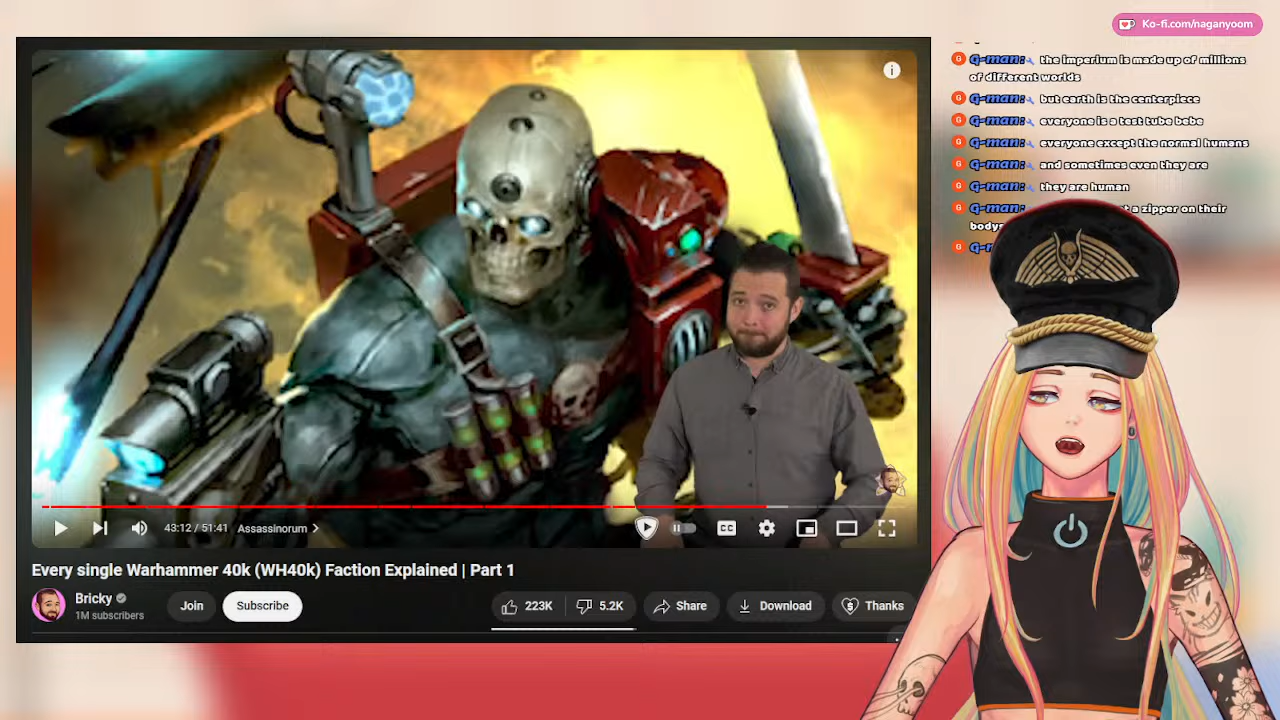 Ko-fi.com/naganyoom
G-man: the imperium is made up of millions
of different worlds
G-man: but earth is the centerpiece
G-man: everyone is a test tube bebe
G-man: everyone except the normal humans
G-man: and sometimes even they are
G-man: they are human
G-man: t a zipper on their
bodys
43:12 / 51:41 Assassinorum >
CC
Every single Warhammer 40k (WH40k) Faction Explained | Part 1
Bricky
1M subscribers
Join
Subscribe
223K
5.2K
Share
Download
Thanks